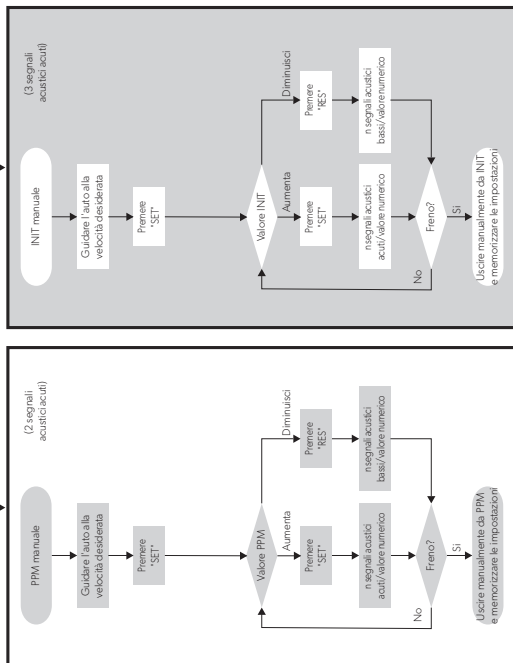 (3 segnali
acustici acuti)
INIT manuale
Guidare l'auto alla
velocità desiderata
Premere
"SET"
Valore INIT
Aumenta
Diminuisci
Premere
"SET"
Premere
"RES"
n segnali acustici
acuti/valore numerico
n segnali acustici
bassi/valore numerico
Freno?
No
Si
Uscire manualmente da INIT
e memorizzare le impostazioni
(2 segnali
acustici acuti)
PPM manuale
Guidare l'auto alla
velocità desiderata
Premere
"SET"
Valore PPM
Aumenta
Diminuisci
Premere
"SET"
Premere
"RES"
n segnali acustici
acuti/valore numerico
n segnali acustici
bassi/valore numerico
Freno?
No
Si
Uscire manualmente da PPM
e memorizzare le impostazioni